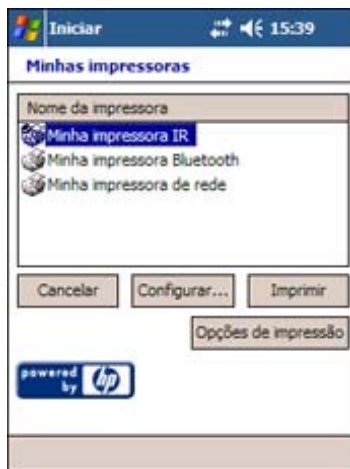 Iniciar 15:39
Minhas impressoras
Nome da impressora
Minha impressora IR
Minha impressora Bluetooth
Minha impressora de rede
Cancelar Configurar... Imprimir
Opções de impressão
powered
by hp